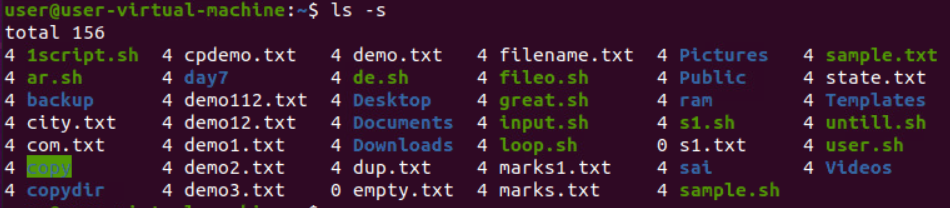 user@user-virtual-machine:~$ ls -s
total 156
4 1script.sh 4 cpdemo.txt 4 demo.txt 4 filename.txt 4 Pictures 4 sample.txt
4 ar.sh 4 day7 4 de.sh 4 fileo.sh 4 Public 4 state.txt
4 backup 4 demo112.txt 4 Desktop 4 great.sh 4 ram 4 Templates
4 city.txt 4 demo12.txt 4 Documents 4 input.sh 4 s1.sh 4 untill.sh
4 com.txt 4 demo1.txt 4 Downloads 4 loop.sh 0 s1.txt 4 user.sh
4 copy 4 demo2.txt 4 dup.txt 4 marks1.txt 4 sai 4 Videos
4 copydir 4 demo3.txt 0 empty.txt 4 marks.txt 4 sample.sh